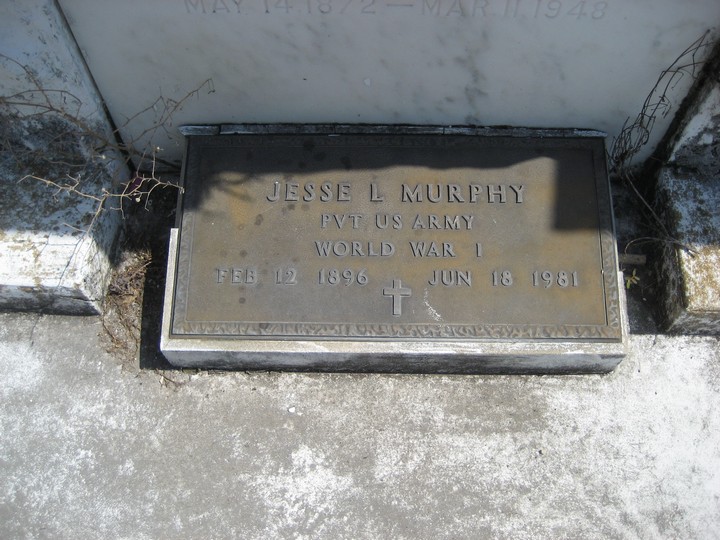 MAY 14, 1872 — MAR. 11, 1948
JESSE L MURPHY
PVT US ARMY
WORLD WAR I
FEB 12 1896 JUN 18 1981